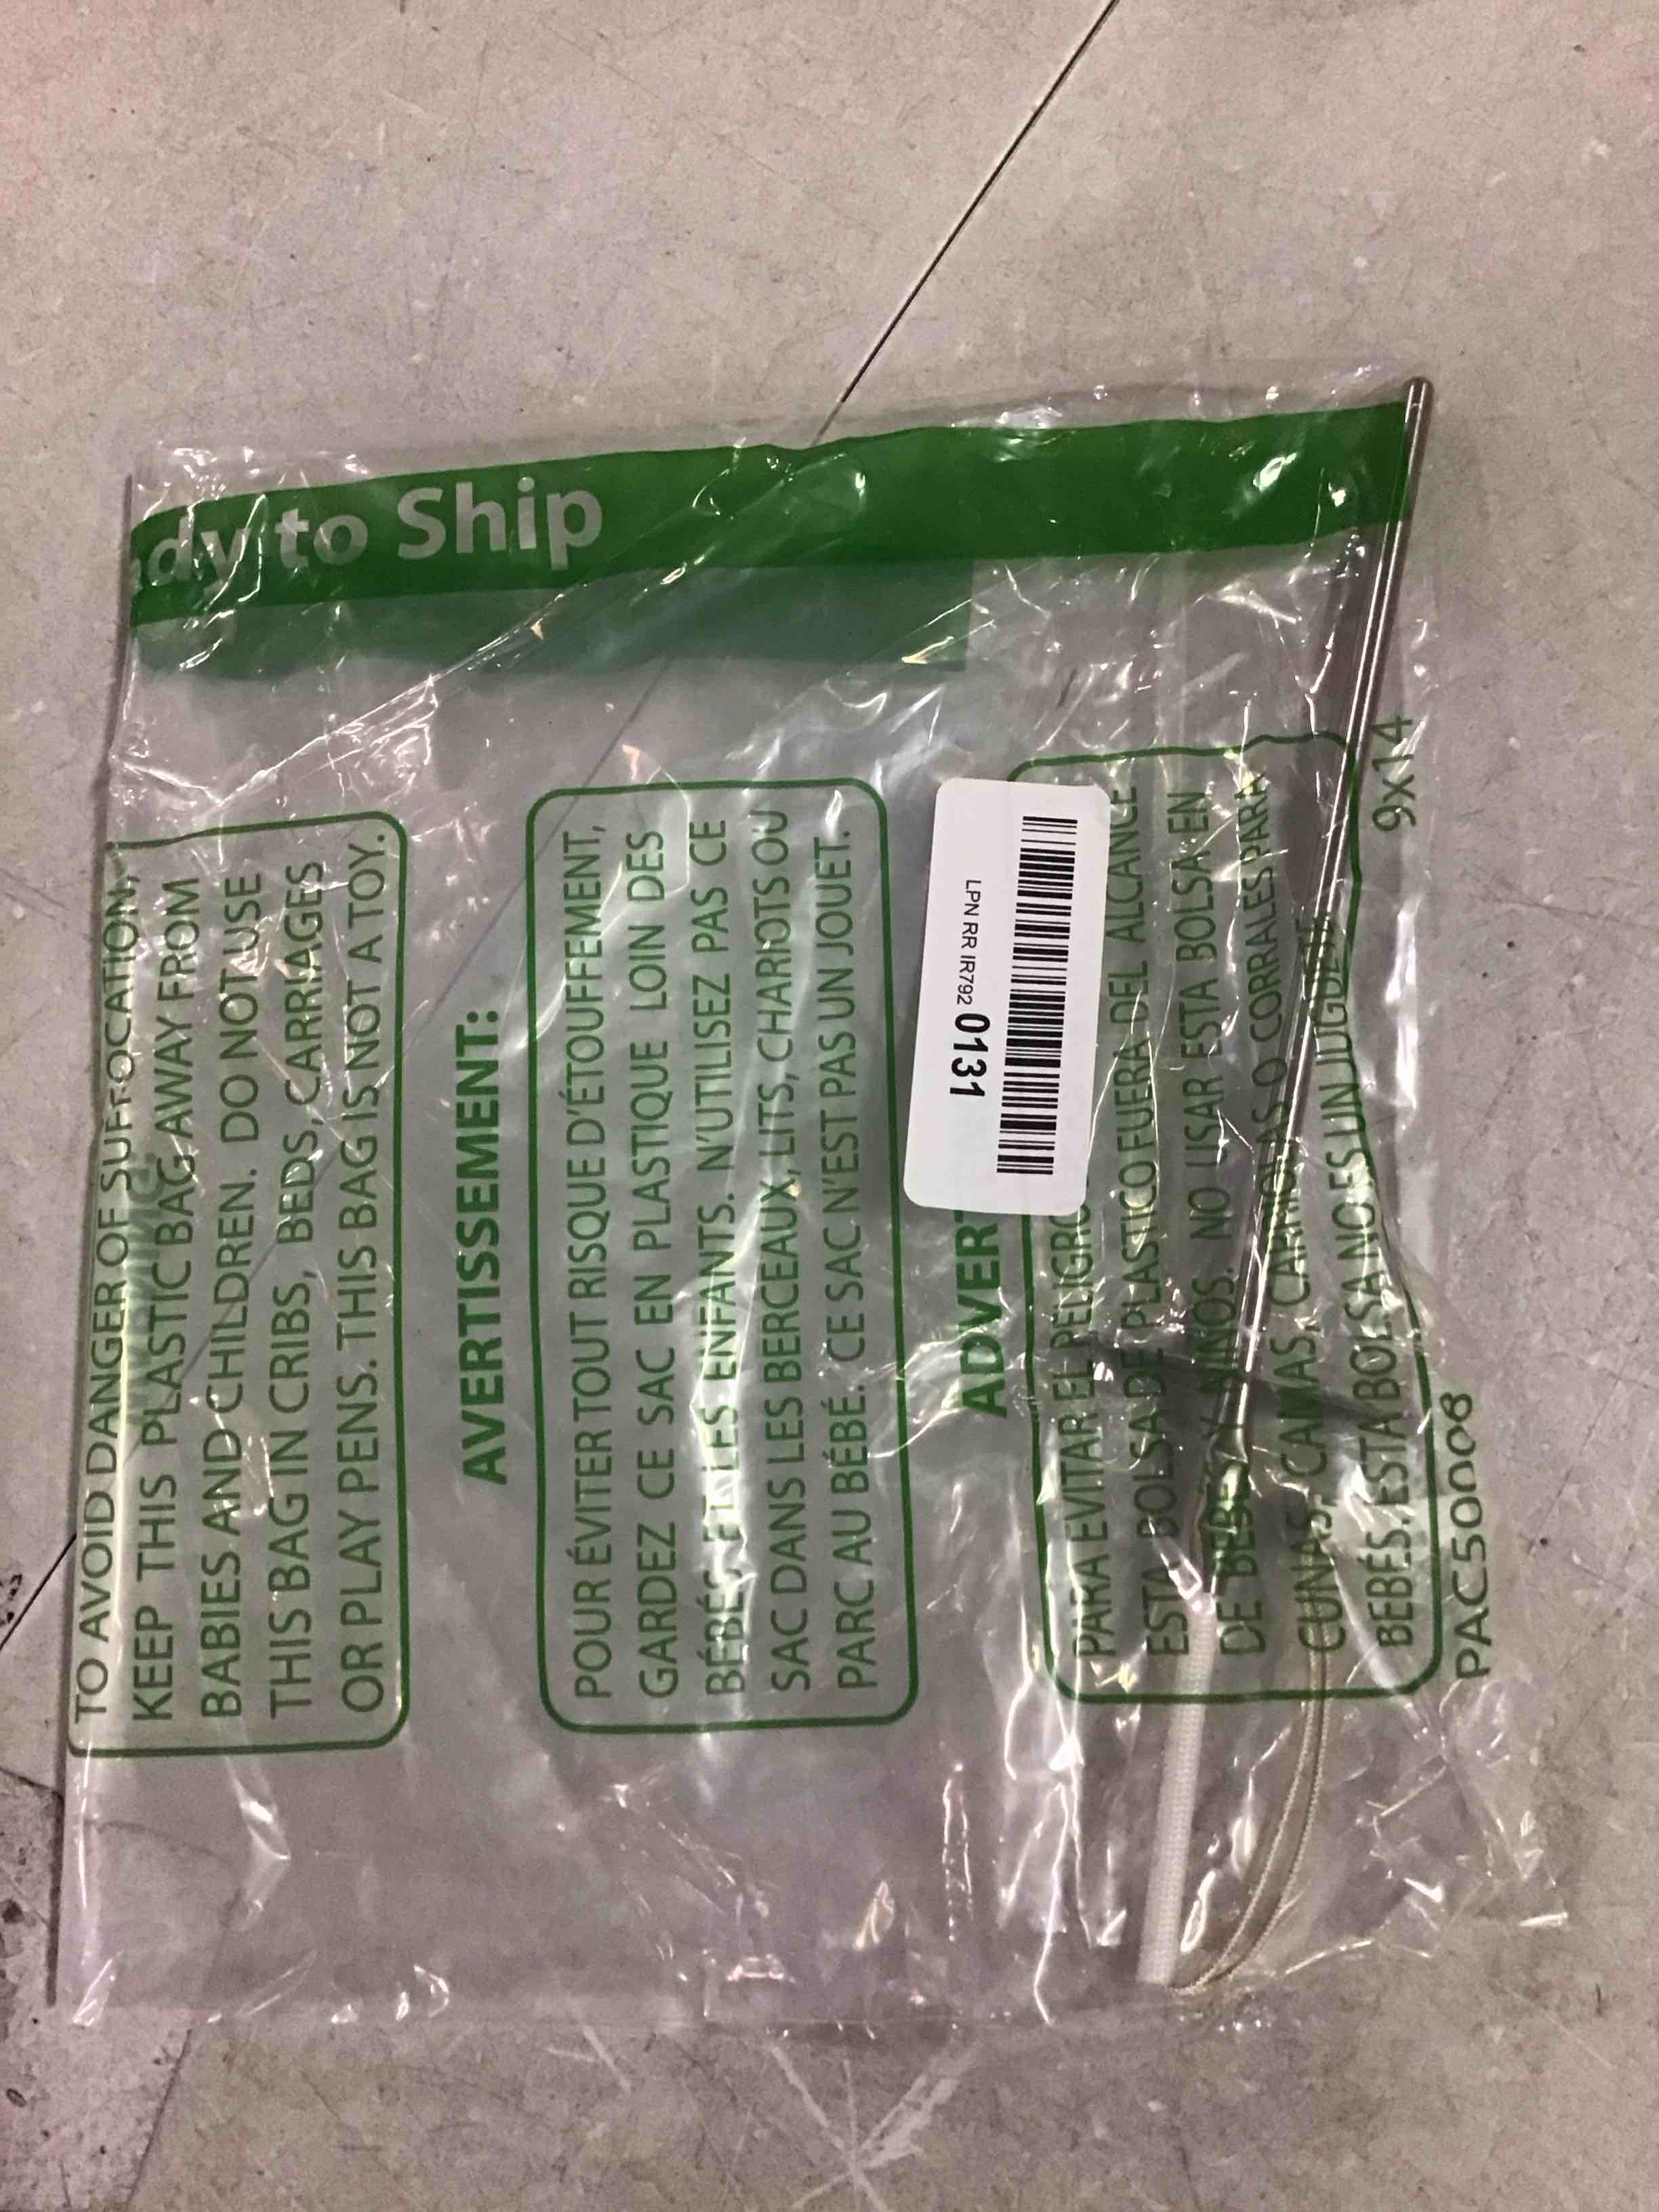 dy to Ship
TO AVOID DANGER OF SUFFOCATION,
KEEP THIS PLASTIC BAG AWAY FROM
BABIES AND CHILDREN. DO NOT USE
THIS BAG IN CRIBS, BEDS, CARRIAGES
OR PLAY PENS. THIS BAG IS NOT A TOY.
AVERTISSEMENT:
POUR ÉVITER TOUT RISQUE D'ÉTOUFFEMENT,
GARDEZ CE SAC EN PLASTIQUE LOIN DES
BÉBÉS ET LES ENFANTS. N'UTILISEZ PAS CE
SAC DANS LES BERCEAUX, LITS, CHARIOTS OU
PARC AU BÉBÉ. CE SAC N'EST PAS UN JOUET.
LPN RR IR792 0131
ADVERT
PARA EVITAR EL PELIGRO
ESTA BOLSA DE PLASTICO FUERA DEL ALCANCE
DE BEBES Y NINOS. NO USAR ESTA BOLSA EN
CUNAS, CAMAS, CARRIOLAS O CORRALES PARA
BEBÉS. ESTA BOLSA NO ES UN JUGUETE
9x14
PAC50008